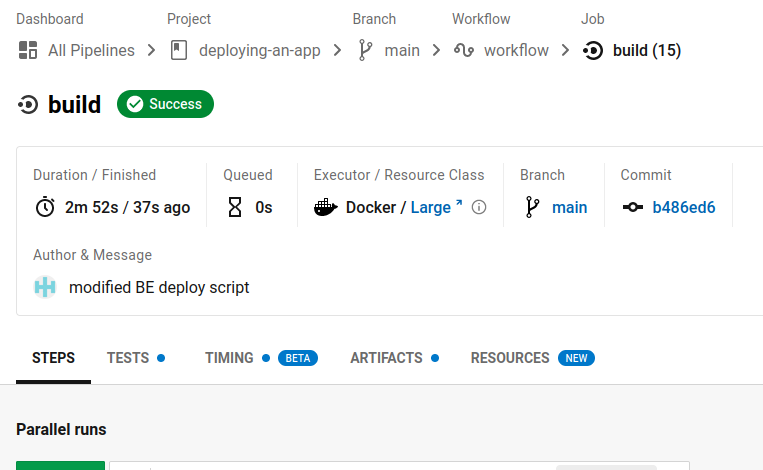 Dashboard Project Branch Workflow Job
All Pipelines deploying-an-app main workflow build (15)
build Success
Duration / Finished Queued Executor / Resource Class Branch Commit
2m 52s / 37s ago 0s Docker / Large main b486ed6
Author & Message
modified BE deploy script
STEPS TESTS TIMING BETA ARTIFACTS RESOURCES NEW
Parallel runs